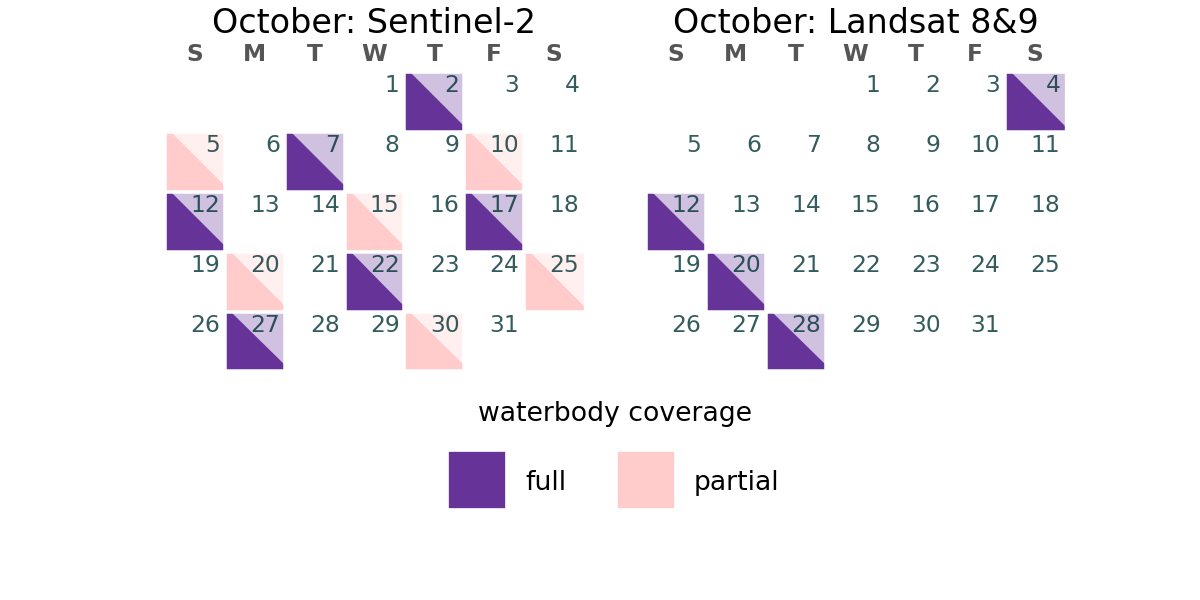 October: Sentinel-2
S M T W T F S
1 2 3 4
5 6 7 8 9 10 11
12 13 14 15 16 17 18
19 20 21 22 23 24 25
26 27 28 29 30 31
October: Landsat 8&9
S M T W T F S
1 2 3 4
5 6 7 8 9 10 11
12 13 14 15 16 17 18
19 20 21 22 23 24 25
26 27 28 29 30 31
waterbody coverage
full
partial